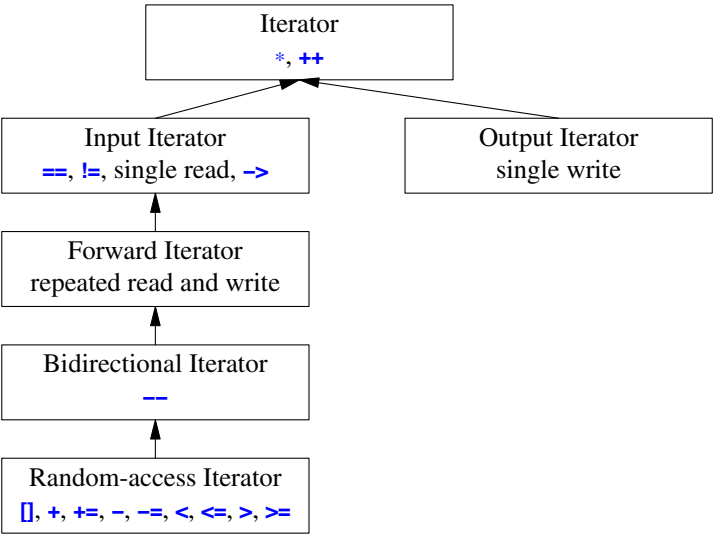 Iterator
*, ++
Input Iterator
==, !=, single read, −>
Output Iterator
single write
Forward Iterator
repeated read and write
Bidirectional Iterator
−−
Random-access Iterator
[], +, +=, −, −=, <, <=, >, >=